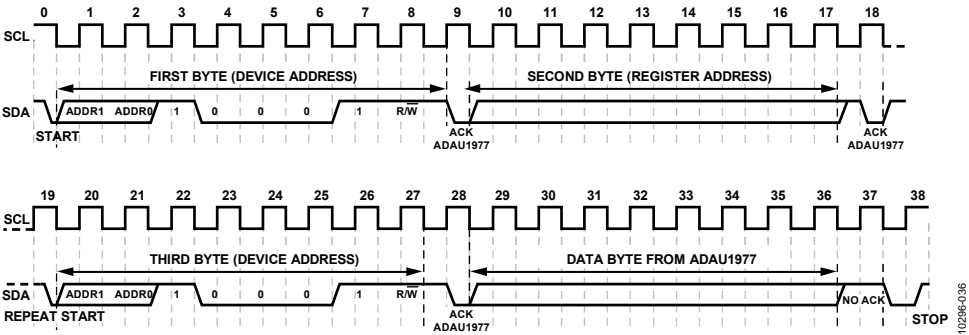 0 1 2 3 4 5 6 7 8 9 10 11 12 13 14 15 16 17 18
SCL
FIRST BYTE (DEVICE ADDRESS) SECOND BYTE (REGISTER ADDRESS)
SDA ADDR1 ADDR0 1 0 0 0 1 R/W̅
START ACK ADAU1977 ACK ADAU1977
19 20 21 22 23 24 25 26 27 28 29 30 31 32 33 34 35 36 37 38
SCL
THIRD BYTE (DEVICE ADDRESS) DATA BYTE FROM ADAU1977
SDA ADDR1 ADDR0 1 0 0 0 1 R/W̅ NO ACK
REPEAT START ACK ADAU1977 STOP
10296-036